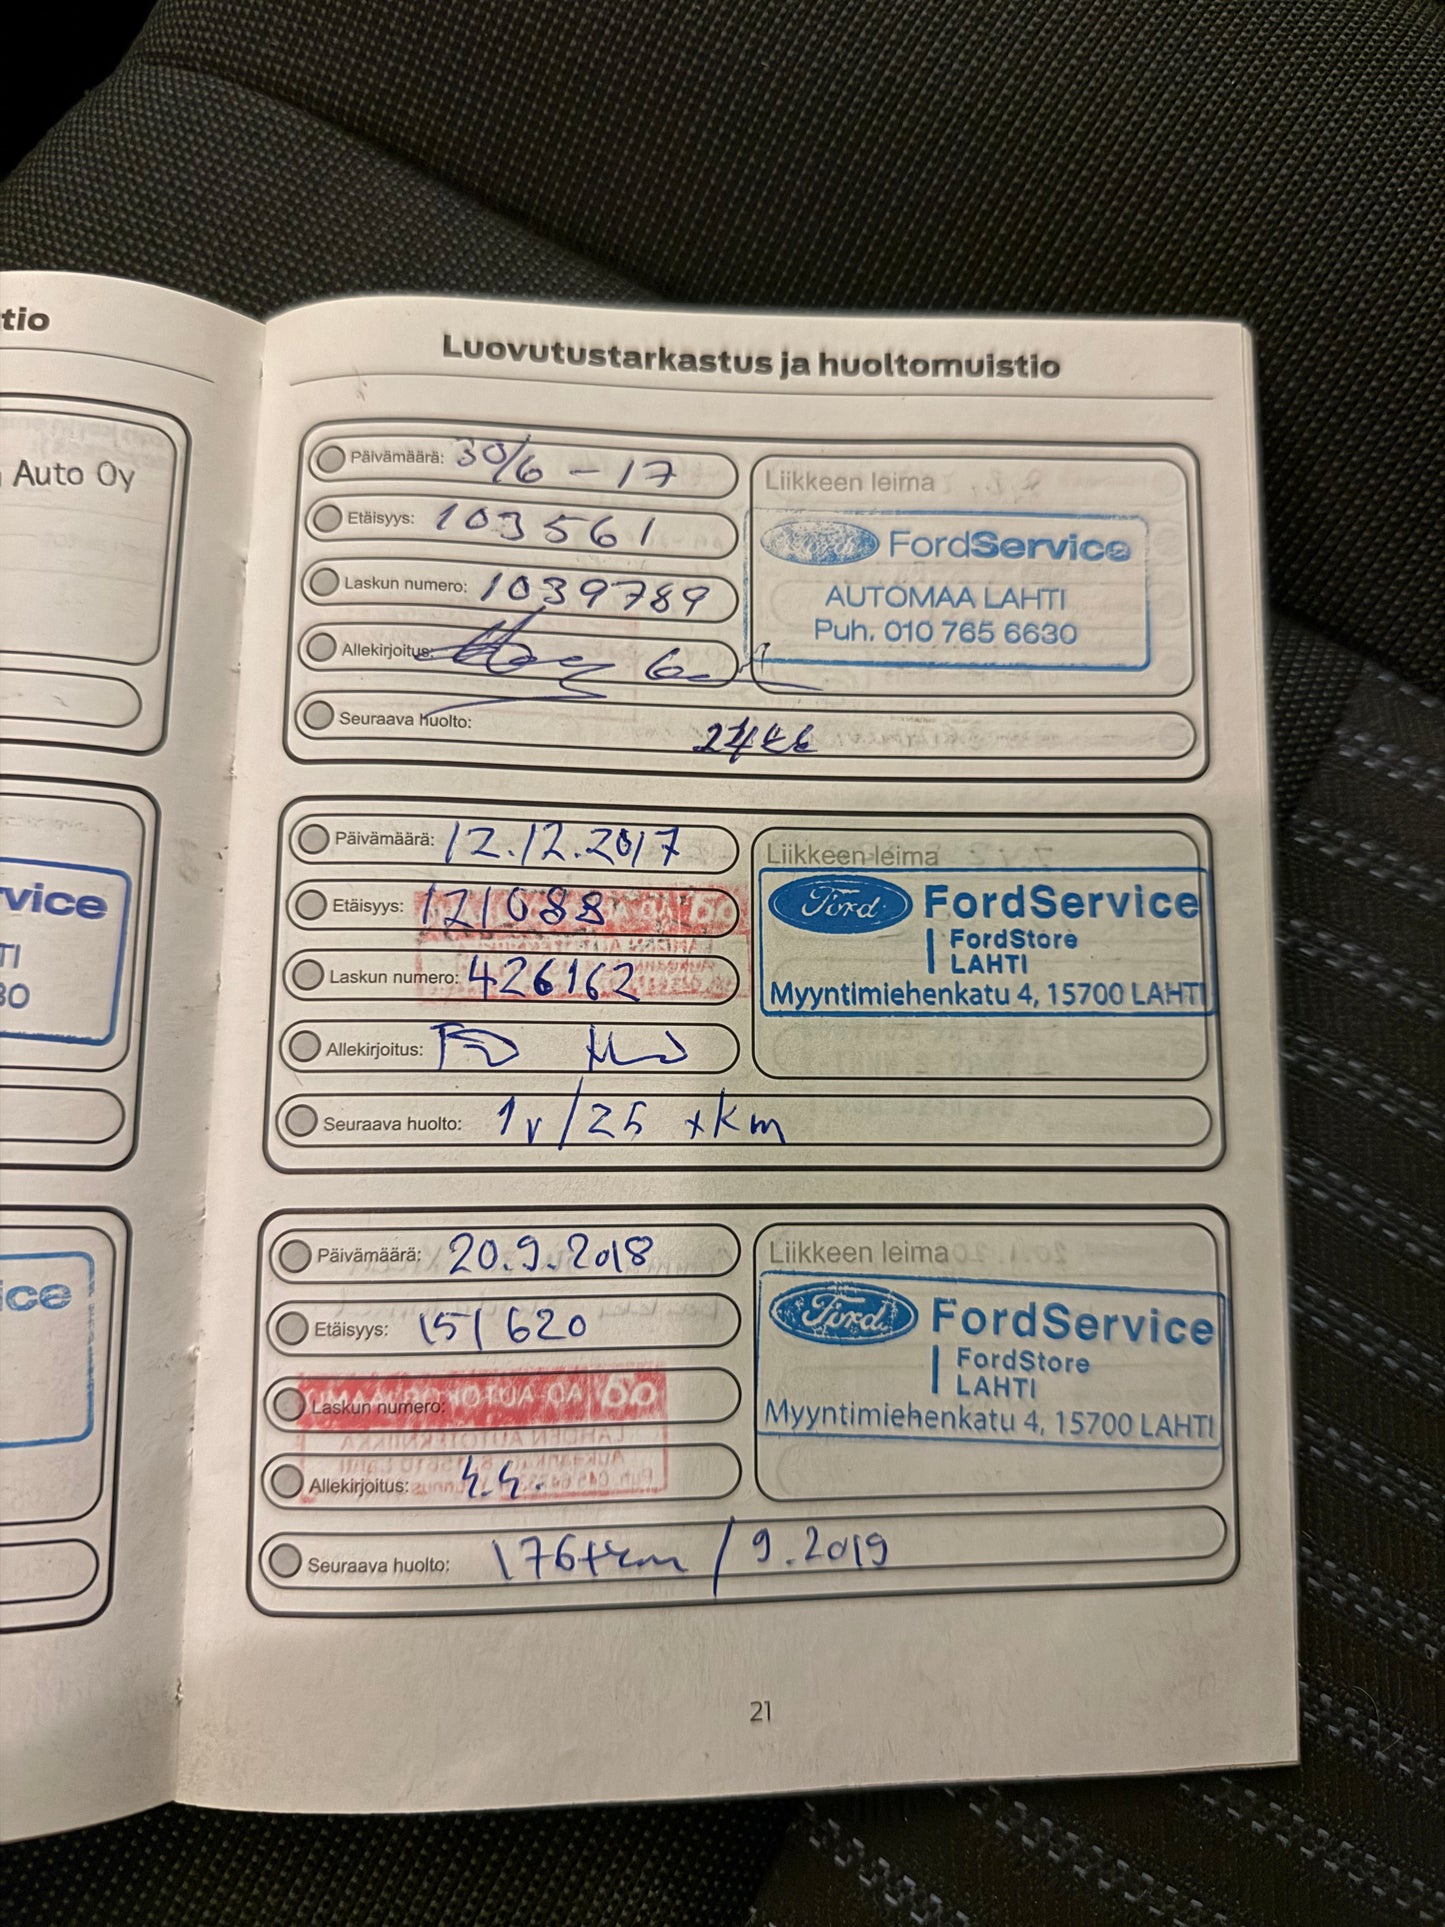 tio
Auto Oy
vice
TI
30
ice
Luovutustarkastus ja huoltomuistio
Päivämäärä: 30/6 - 17
Etäisyys: 103561
Laskun numero: 1039789
Allekirjoitus:
Seuraava huolto:
Liikkeen leima
Ford FordService
AUTOMAA LAHTI
Puh. 010 765 6630
Päivämäärä: 12.12.2017
Etäisyys: 121088
Laskun numero: 426162
Allekirjoitus:
Seuraava huolto: 1v/25 tkm
Liikkeen leima
Ford FordService
FordStore
LAHTI
Myyntimiehenkatu 4, 15700 LAHTI
Päivämäärä: 20.9.2018
Etäisyys: 151620
Laskun numero:
Allekirjoitus:
Seuraava huolto: 176tkm / 9.2019
Liikkeen leima
Ford FordService
FordStore
LAHTI
Myyntimiehenkatu 4, 15700 LAHTI
21